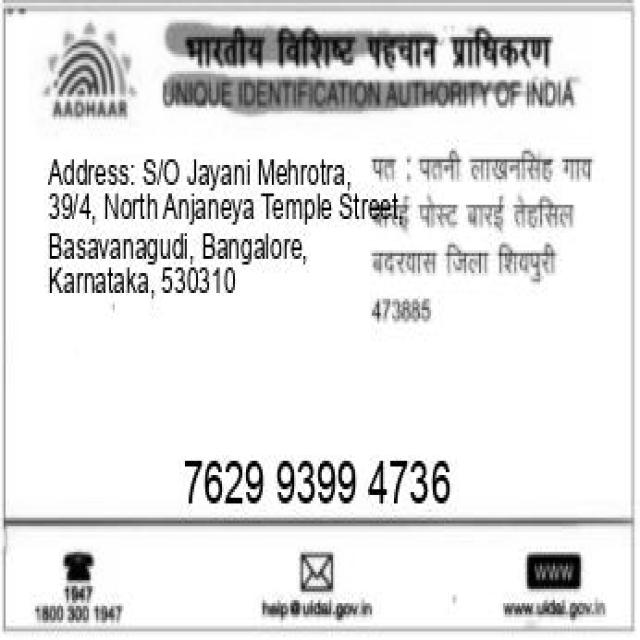 भारतीय विशिष्ट पहचान प्राधिकरण
AADHAAR
UNIQUE IDENTIFICATION AUTHORITY OF INDIA
Address: S/O Jayani Mehrotra,
39/4, North Anjaneya Temple Street,
Basavanagudi, Bangalore,
Karnataka, 530310
पत : पतनी लाखनसिंह गाय
पोस्ट बारई तेहसिल
बदरवास जिला शिवपुरी
473885
7629 9399 4736
1947
1800 300 1947
help@uidai.gov.in
WWW
www.uidai.gov.in